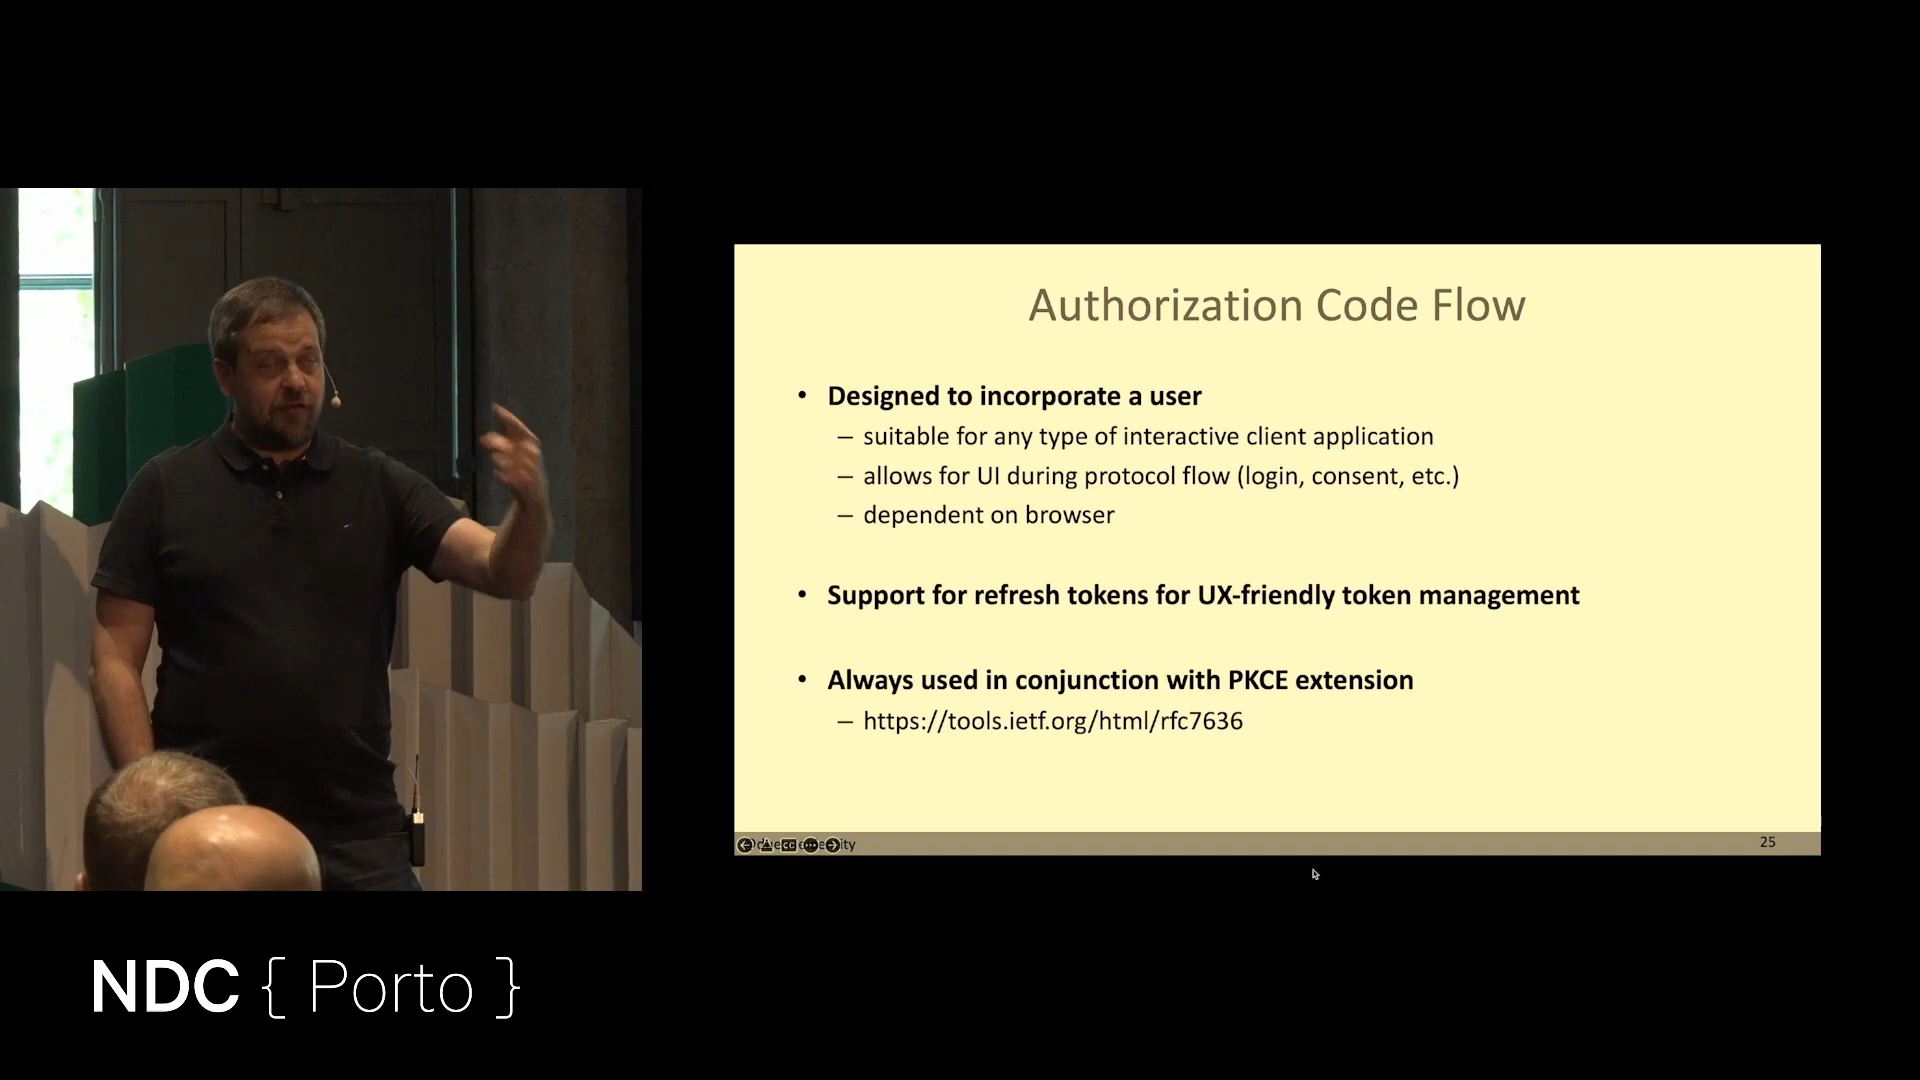 Authorization Code Flow
• Designed to incorporate a user
– suitable for any type of interactive client application
– allows for UI during protocol flow (login, consent, etc.)
– dependent on browser
• Support for refresh tokens for UX-friendly token management
• Always used in conjunction with PKCE extension
– https://tools.ietf.org/html/rfc7636
25
NDC { Porto }